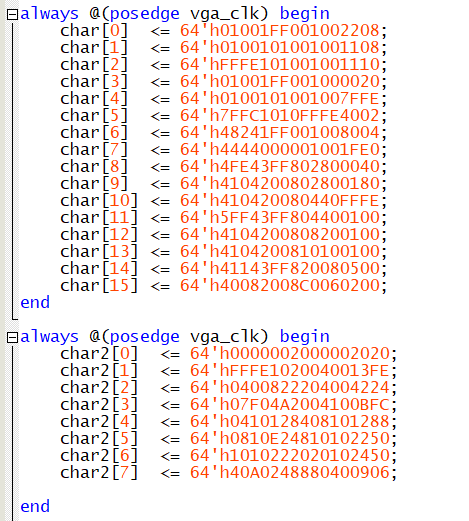 always @(posedge vga_clk) begin
char[0] <= 64'h01001FF001002208;
char[1] <= 64'h0100101001001108;
char[2] <= 64'hFFFE101001001110;
char[3] <= 64'h01001FF001000020;
char[4] <= 64'h0100101001007FFE;
char[5] <= 64'h7FFC1010FFFE4002;
char[6] <= 64'h48241FF001008004;
char[7] <= 64'h4444000001001FE0;
char[8] <= 64'h4FE43FF802800040;
char[9] <= 64'h4104200802800180;
char[10] <= 64'h410420080440FFFE;
char[11] <= 64'h5FF43FF804400100;
char[12] <= 64'h4104200808200100;
char[13] <= 64'h4104200810100100;
char[14] <= 64'h41143FF820080500;
char[15] <= 64'h40082008C0060200;
end
always @(posedge vga_clk) begin
char2[0] <= 64'h0000002000002020;
char2[1] <= 64'hFFFE1020040013FE;
char2[2] <= 64'h0400822204004224;
char2[3] <= 64'h07F04A2004100BFC;
char2[4] <= 64'h0410128408101288;
char2[5] <= 64'h0810E24810102250;
char2[6] <= 64'h1010222020102450;
char2[7] <= 64'h40A0248880400906;
end